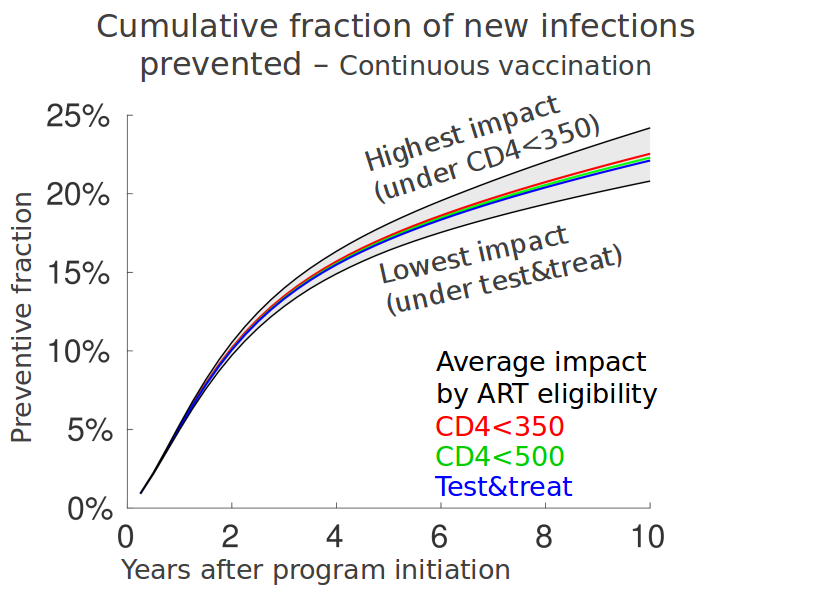 Cumulative fraction of new infections
prevented – Continuous vaccination
Highest impact
(under CD4<350)
Lowest impact
(under test&treat)
Average impact
by ART eligibility
CD4<350
CD4<500
Test&treat
Preventive fraction
25%
20%
15%
10%
5%
0%
0 2 4 6 8 10
Years after program initiation